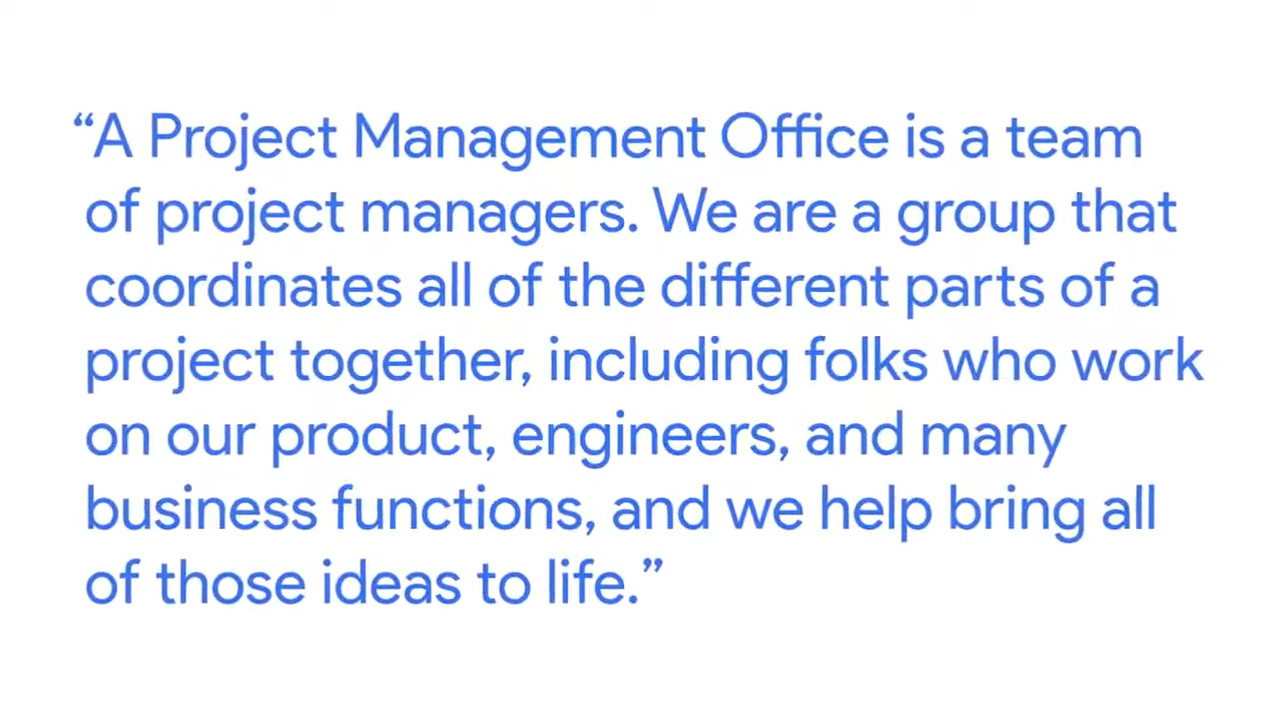 “A Project Management Office is a team
of project managers. We are a group that
coordinates all of the different parts of a
project together, including folks who work
on our product, engineers, and many
business functions, and we help bring all
of those ideas to life.”